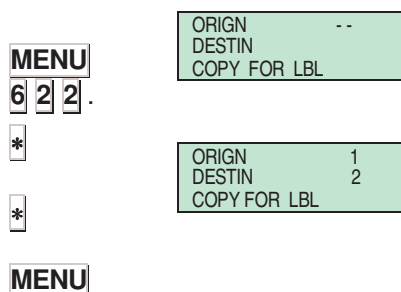 MENU
6 2 2 .
*
*
MENU
ORIGN - -
DESTIN
COPY FOR LBL
ORIGN 1
DESTIN 2
COPY FOR LBL